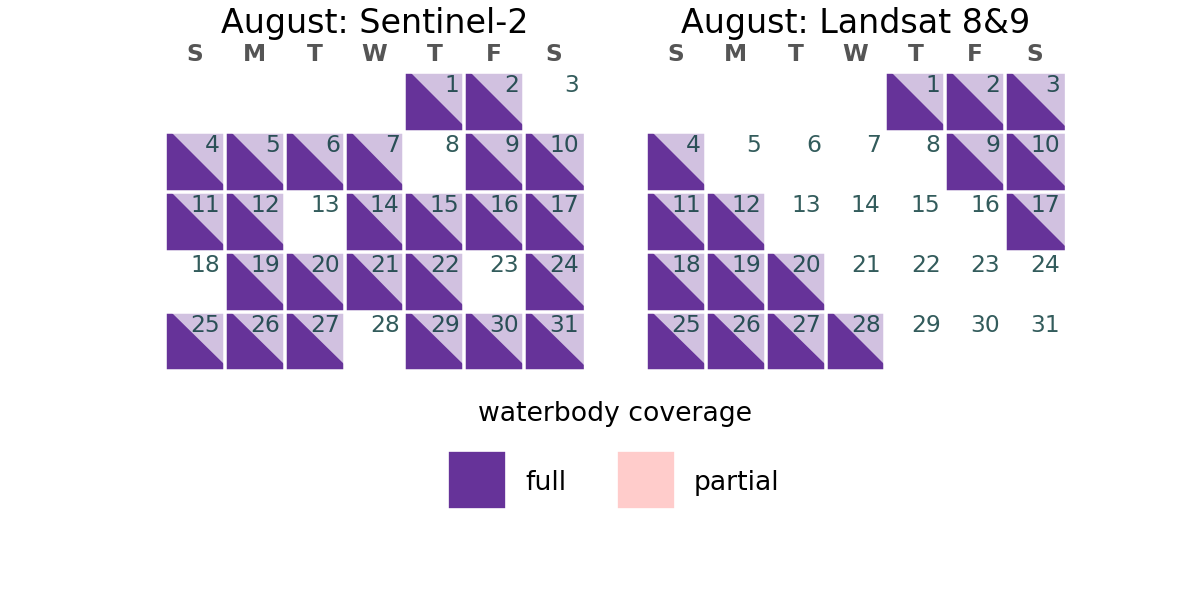 August: Sentinel-2
S M T W T F S
1 2 3
4 5 6 7 8 9 10
11 12 13 14 15 16 17
18 19 20 21 22 23 24
25 26 27 28 29 30 31
August: Landsat 8&9
S M T W T F S
1 2 3
4 5 6 7 8 9 10
11 12 13 14 15 16 17
18 19 20 21 22 23 24
25 26 27 28 29 30 31
waterbody coverage
full
partial